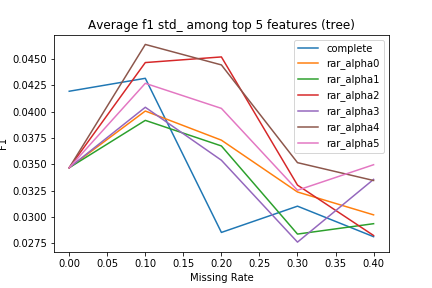 Average f1 std_ among top 5 features (tree)
complete
rar_alpha0
rar_alpha1
rar_alpha2
rar_alpha3
rar_alpha4
rar_alpha5
0.0450
0.0425
0.0400
0.0375
0.0350
0.0325
0.0300
0.0275
F1
0.00 0.05 0.10 0.15 0.20 0.25 0.30 0.35 0.40
Missing Rate